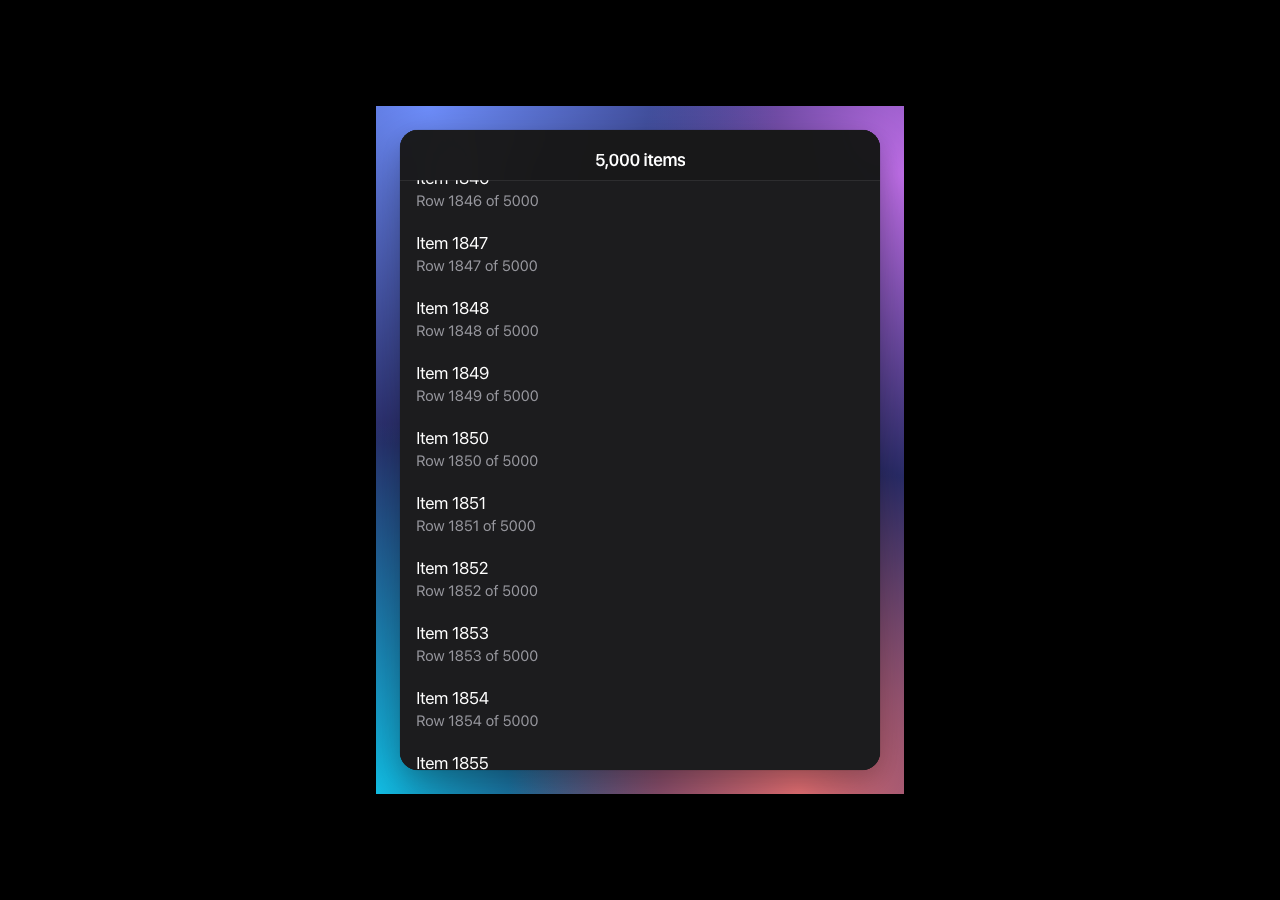 5,000 items
Item 1846
Row 1846 of 5000
Item 1847
Row 1847 of 5000
Item 1848
Row 1848 of 5000
Item 1849
Row 1849 of 5000
Item 1850
Row 1850 of 5000
Item 1851
Row 1851 of 5000
Item 1852
Row 1852 of 5000
Item 1853
Row 1853 of 5000
Item 1854
Row 1854 of 5000
Item 1855